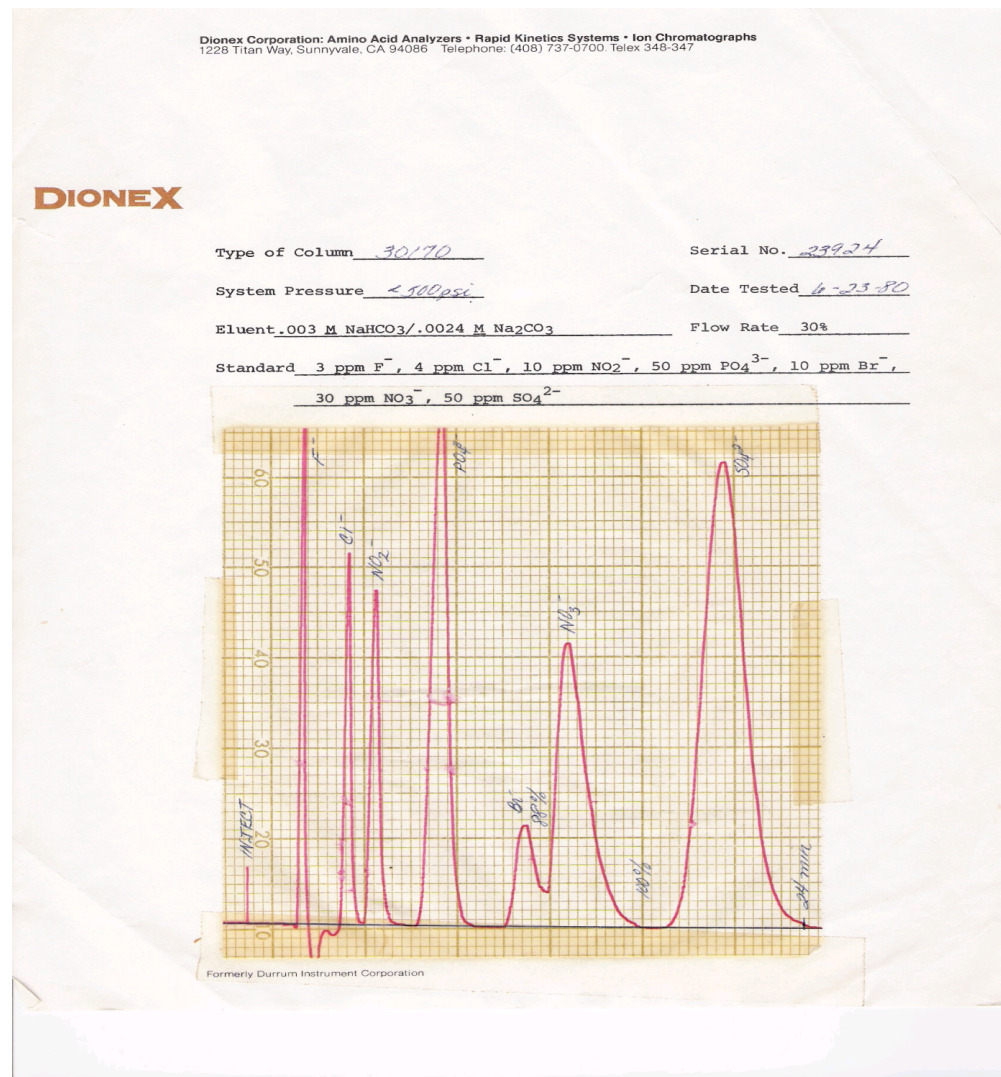 Dionex Corporation: Amino Acid Analyzers • Rapid Kinetics Systems • Ion Chromatographs
1228 Titan Way, Sunnyvale, CA 94086 Telephone: (408) 737-0700. Telex 348-347
DIONEX
Type of Column 30170 Serial No. 23924
System Pressure <500psi Date Tested 6-23-80
Eluent .003 M NaHCO3/.0024 M Na2CO3 Flow Rate 30%
Standard 3 ppm F⁻, 4 ppm Cl⁻, 10 ppm NO2⁻, 50 ppm PO4³⁻, 10 ppm Br⁻,
30 ppm NO3⁻, 50 ppm SO4²⁻
F⁻
PO4³⁻
SO4²⁻
60
Cl⁻
NO2⁻
50
NO3⁻
40
30
Br⁻
88%
INJECT
20
100%
24 min
10
Formerly Durrum Instrument Corporation